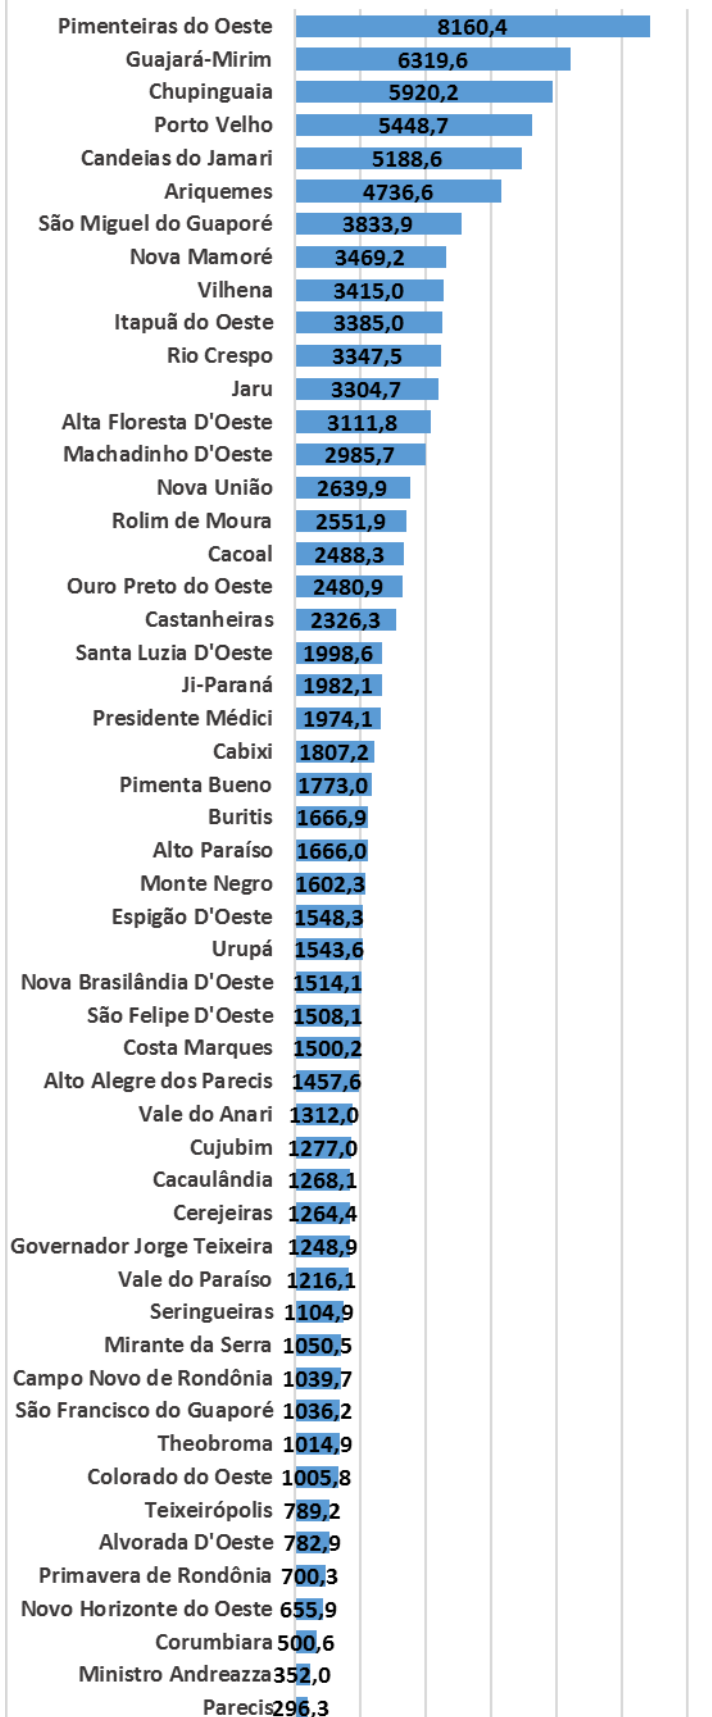 Pimenteiras do Oeste 8160,4
Guajará-Mirim 6319,6
Chupinguaia 5920,2
Porto Velho 5448,7
Candeias do Jamari 5188,6
Ariquemes 4736,6
São Miguel do Guaporé 3833,9
Nova Mamoré 3469,2
Vilhena 3415,0
Itapuã do Oeste 3385,0
Rio Crespo 3347,5
Jaru 3304,7
Alta Floresta D'Oeste 3111,8
Machadinho D'Oeste 2985,7
Nova União 2639,9
Rolim de Moura 2551,9
Cacoal 2488,3
Ouro Preto do Oeste 2480,9
Castanheiras 2326,3
Santa Luzia D'Oeste 1998,6
Ji-Paraná 1982,1
Presidente Médici 1974,1
Cabixi 1807,2
Pimenta Bueno 1773,0
Buritis 1666,9
Alto Paraíso 1666,0
Monte Negro 1602,3
Espigão D'Oeste 1548,3
Urupá 1543,6
Nova Brasilândia D'Oeste 1514,1
São Felipe D'Oeste 1508,1
Costa Marques 1500,2
Alto Alegre dos Parecis 1457,6
Vale do Anari 1312,0
Cujubim 1277,0
Cacaulândia 1268,1
Cerejeiras 1264,4
Governador Jorge Teixeira 1248,9
Vale do Paraíso 1216,1
Seringueiras 1104,9
Mirante da Serra 1050,5
Campo Novo de Rondônia 1039,7
São Francisco do Guaporé 1036,2
Theobroma 1014,9
Colorado do Oeste 1005,8
Teixeirópolis 789,2
Alvorada D'Oeste 782,9
Primavera de Rondônia 700,3
Novo Horizonte do Oeste 655,9
Corumbiara 500,6
Ministro Andreazza 352,0
Parecis 296,3